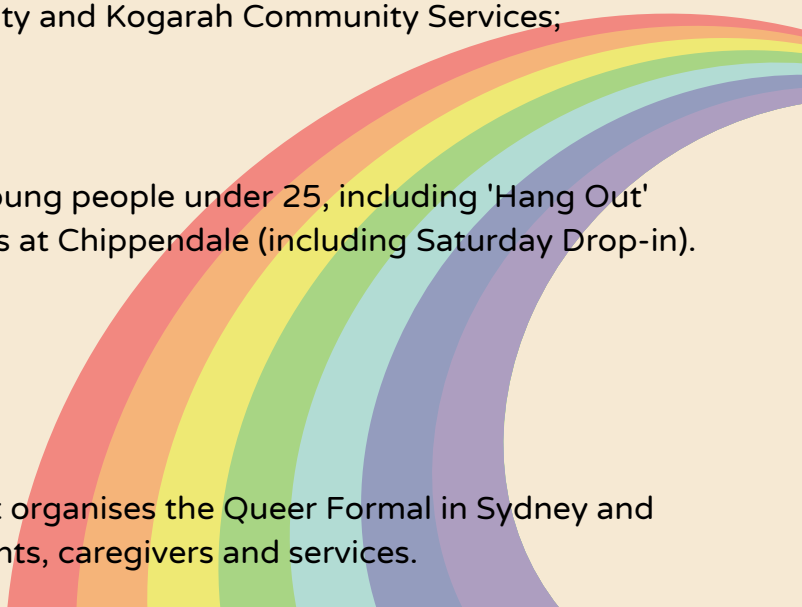 ty and Kogarah Community Services;
oung people under 25, including 'Hang Out'
s at Chippendale (including Saturday Drop-in).
t organises the Queer Formal in Sydney and
nts, caregivers and services.